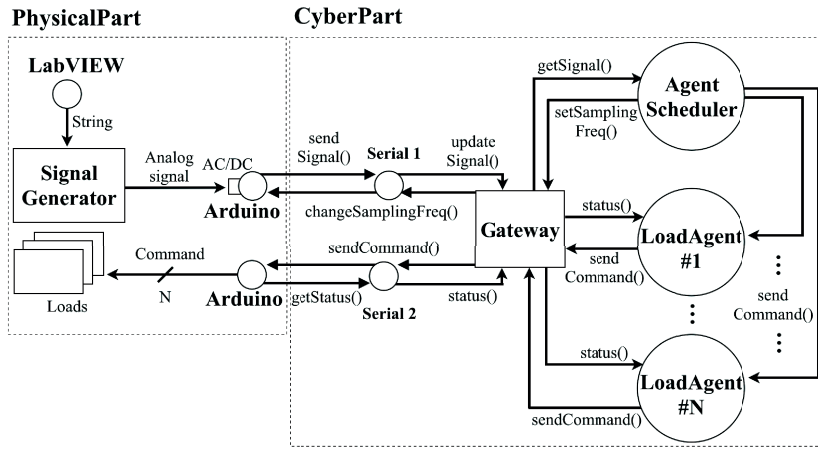 PhysicalPart
CyberPart
LabVIEW
String
Signal
Generator
Analog
signal
AC/DC
Arduino
send
Signal()
Serial 1
update
Signal()
changeSamplingFreq()
getSignal()
setSampling
Freq()
Agent
Scheduler
Gateway
status()
send
Command()
LoadAgent
#1
Loads
Command
N
Arduino
sendCommand()
getStatus()
Serial 2
status()
send
Command()
status()
sendCommand()
LoadAgent
#N